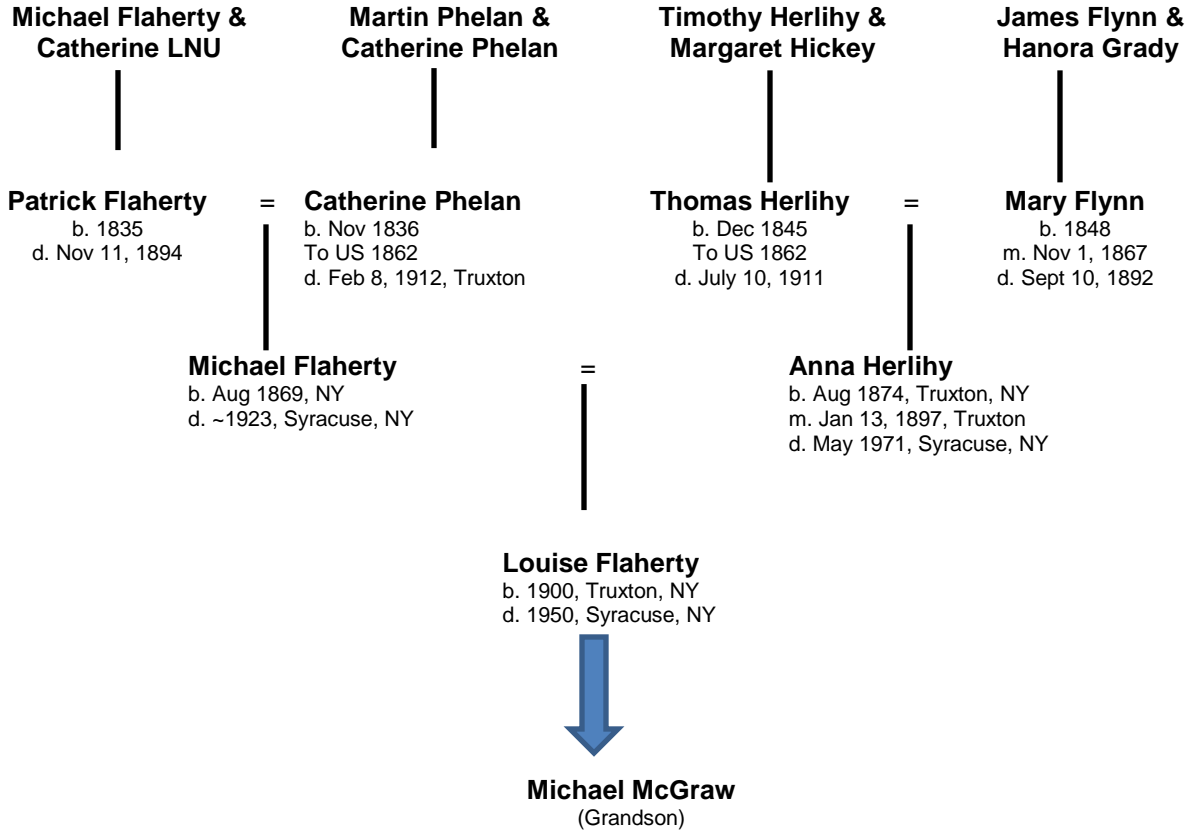 Michael Flaherty &
Catherine LNU
Martin Phelan &
Catherine Phelan
Timothy Herlihy &
Margaret Hickey
James Flynn &
Hanora Grady
Patrick Flaherty
b. 1835
d. Nov 11, 1894
=
Catherine Phelan
b. Nov 1836
To US 1862
d. Feb 8, 1912, Truxton
Thomas Herlihy
b. Dec 1845
To US 1862
d. July 10, 1911
=
Mary Flynn
b. 1848
m. Nov 1, 1867
d. Sept 10, 1892
Michael Flaherty
b. Aug 1869, NY
d. ~1923, Syracuse, NY
=
Anna Herlihy
b. Aug 1874, Truxton, NY
m. Jan 13, 1897, Truxton
d. May 1971, Syracuse, NY
Louise Flaherty
b. 1900, Truxton, NY
d. 1950, Syracuse, NY
Michael McGraw
(Grandson)